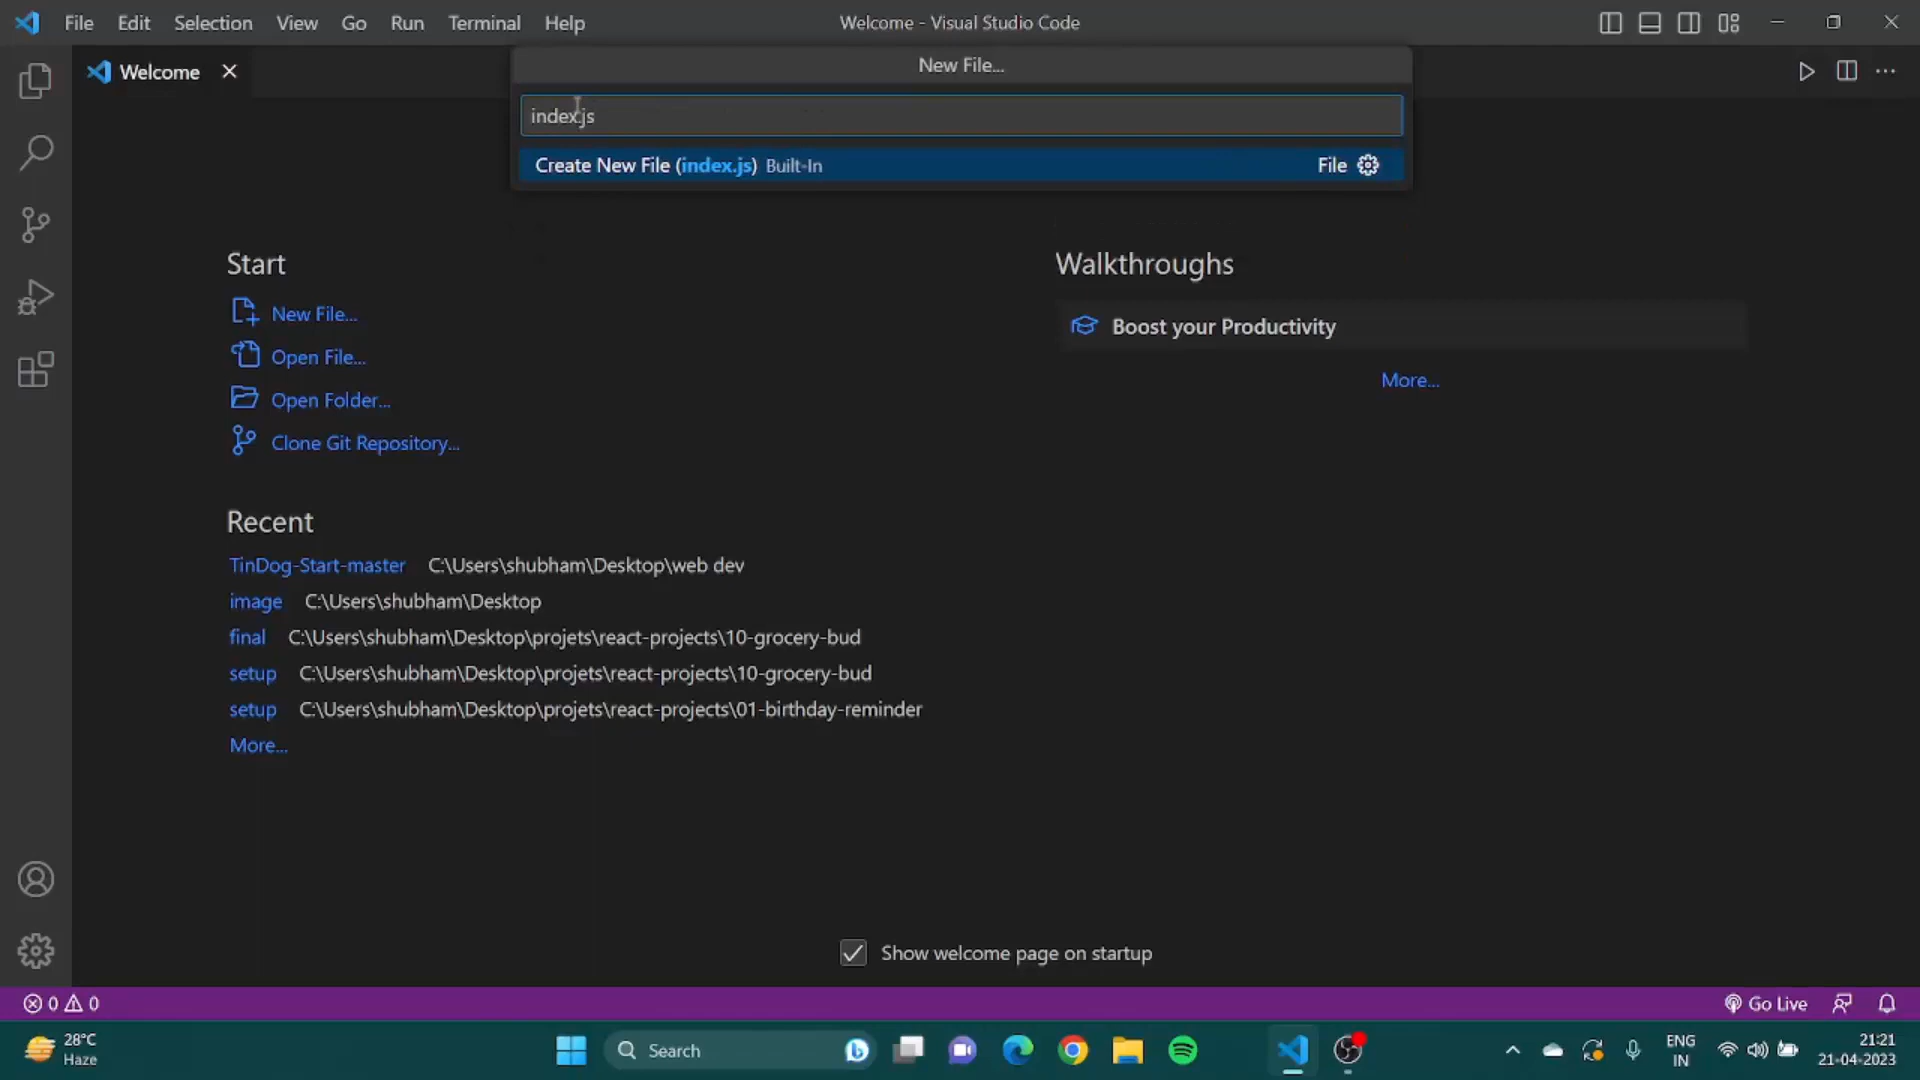 File Edit Selection View Go Run Terminal Help
Welcome - Visual Studio Code
Welcome
New File...
index.js
Create New File (index.js) Built-In File
Start
New File...
Open File...
Open Folder...
Clone Git Repository...
Recent
TinDog-Start-master C:\Users\shubham\Desktop\web dev
image C:\Users\shubham\Desktop
final C:\Users\shubham\Desktop\projets\react-projects\10-grocery-bud
setup C:\Users\shubham\Desktop\projets\react-projects\10-grocery-bud
setup C:\Users\shubham\Desktop\projets\react-projects\01-birthday-reminder
More...
Walkthroughs
Boost your Productivity
More...
Show welcome page on startup
0 0
Go Live
28°C
Haze
Search
ENG
IN
21:21
21-04-2023